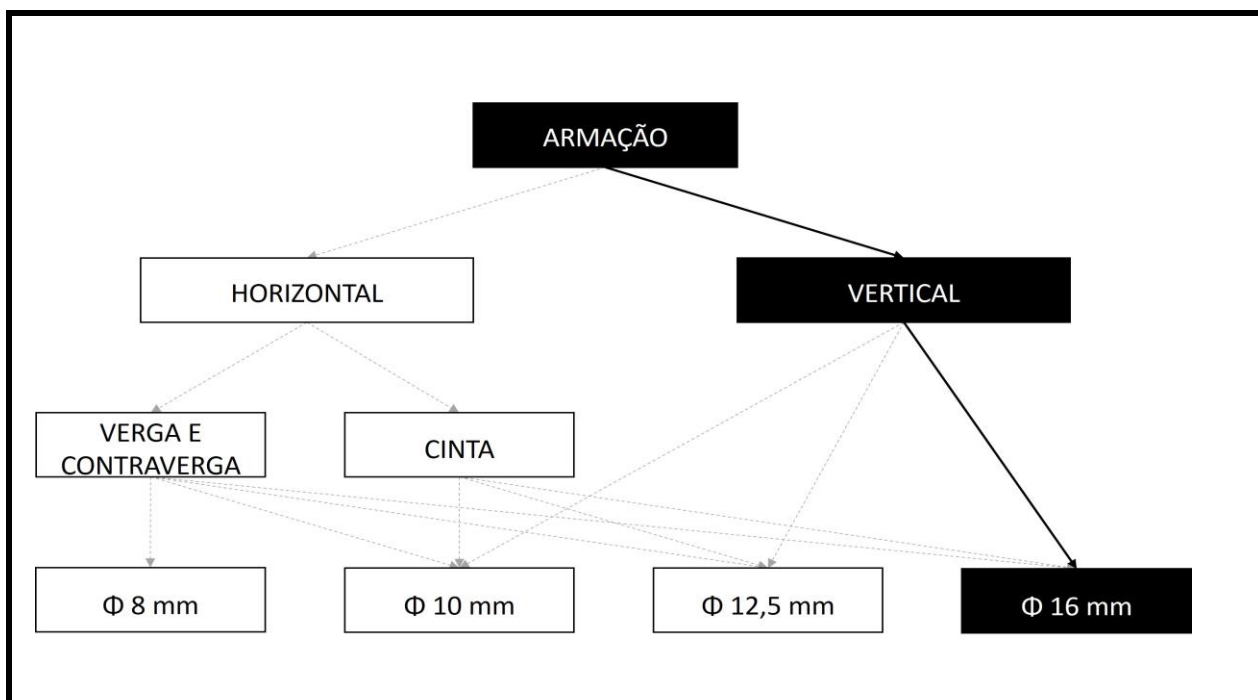 ARMAÇÃO
HORIZONTAL
VERTICAL
VERGA E
CONTRAVERGA
CINTA
Φ 8 mm
Φ 10 mm
Φ 12,5 mm
Φ 16 mm